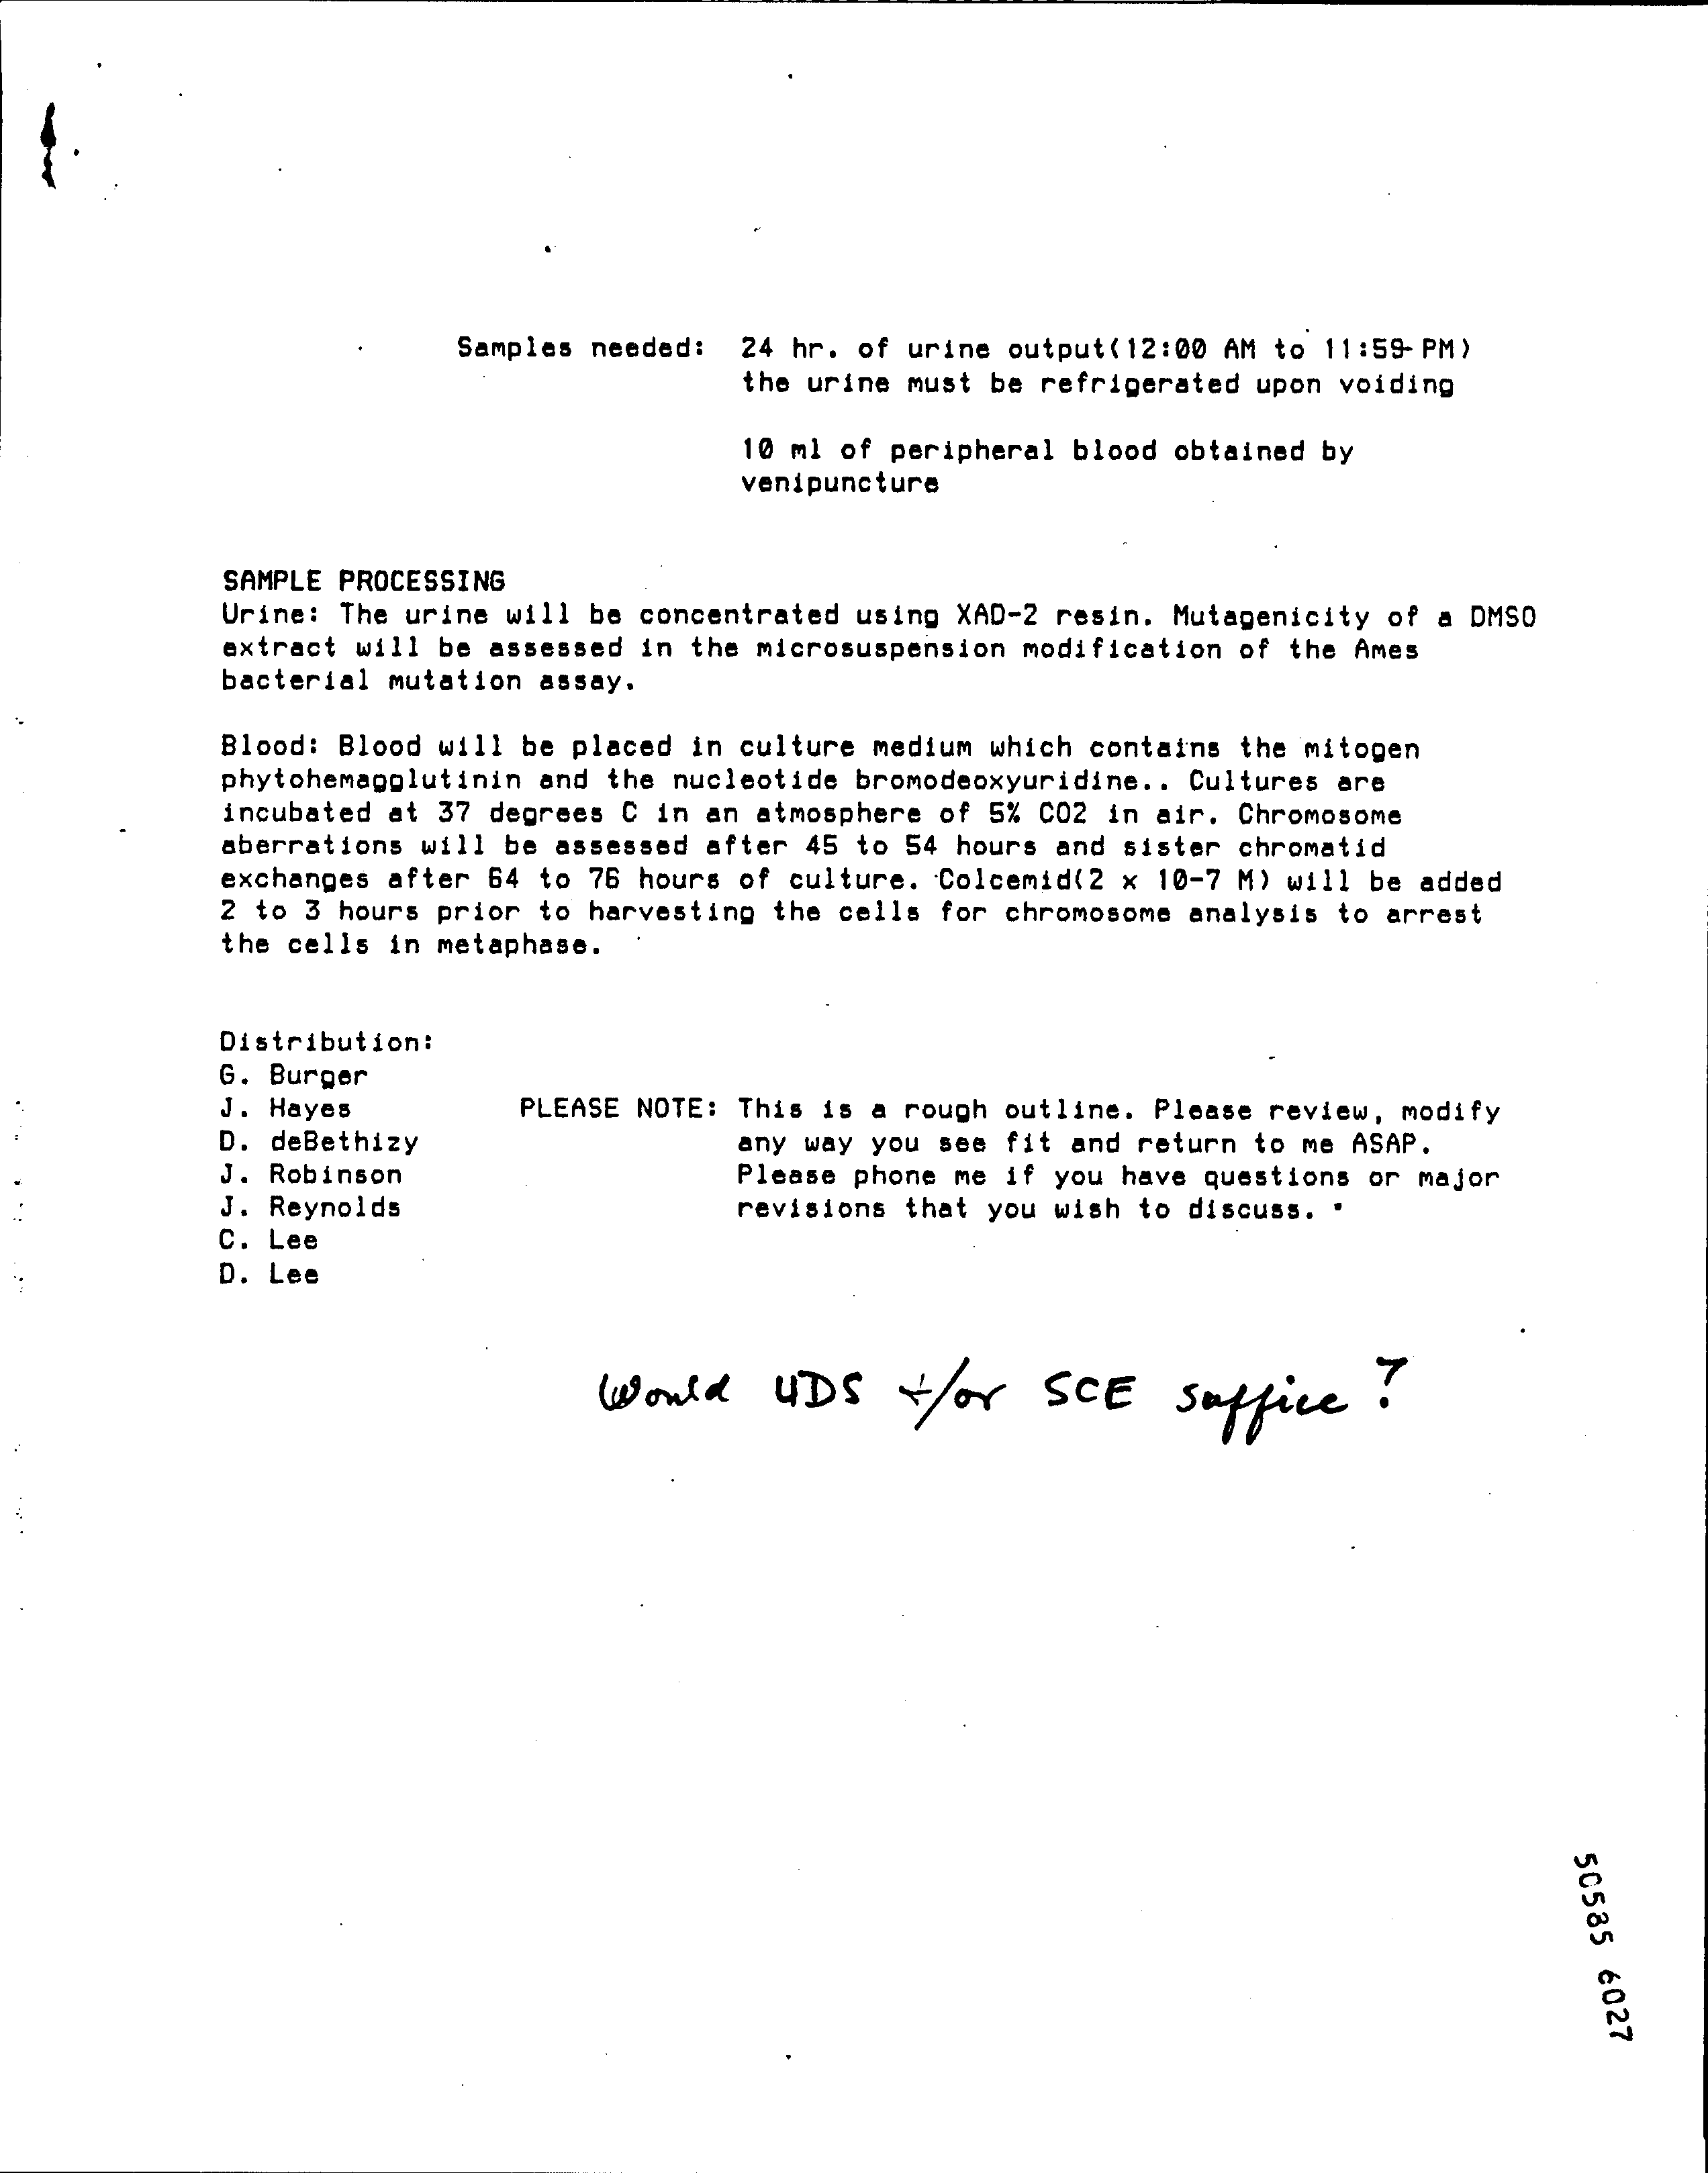 Samples needed: 24 hr. of urine output(12:00 AM to 11:59 PM)
the urine must be refrigerated upon voiding
10 ml of peripheral blood obtained by
venipuncture
SAMPLE PROCESSING
Urine: The urine will be concentrated using XAD-2 resin. Mutagenicity of a DMSO
extract will be assessed in the microsuspension modification of the Ames
bacterial mutation assay.
Blood: Blood will be placed in culture medium which contains the mitogen
phytohemagglutinin and the nucleotide bromodeoxyuridine.. Cultures are
incubated at 37 degrees C in an atmosphere of 5% CO2 in air. Chromosome
aberrations will be assessed after 45 to 54 hours and sister chromatid
exchanges after 64 to 76 hours of culture. Colcemid(2 x 10-7 M) will be added
2 to 3 hours prior to harvesting the cells for chromosome analysis to arrest
the cells in metaphase.
Distribution:
G. Burger
J. Hayes
D. deBethizy
J. Robinson
J. Reynolds
C. Lee
D. Lee
PLEASE NOTE: This is a rough outline. Please review, modify
any way you see fit and return to me ASAP.
Please phone me if you have questions or major
revisions that you wish to discuss.
Would UDS +/or SCE suffice?
50585 6027